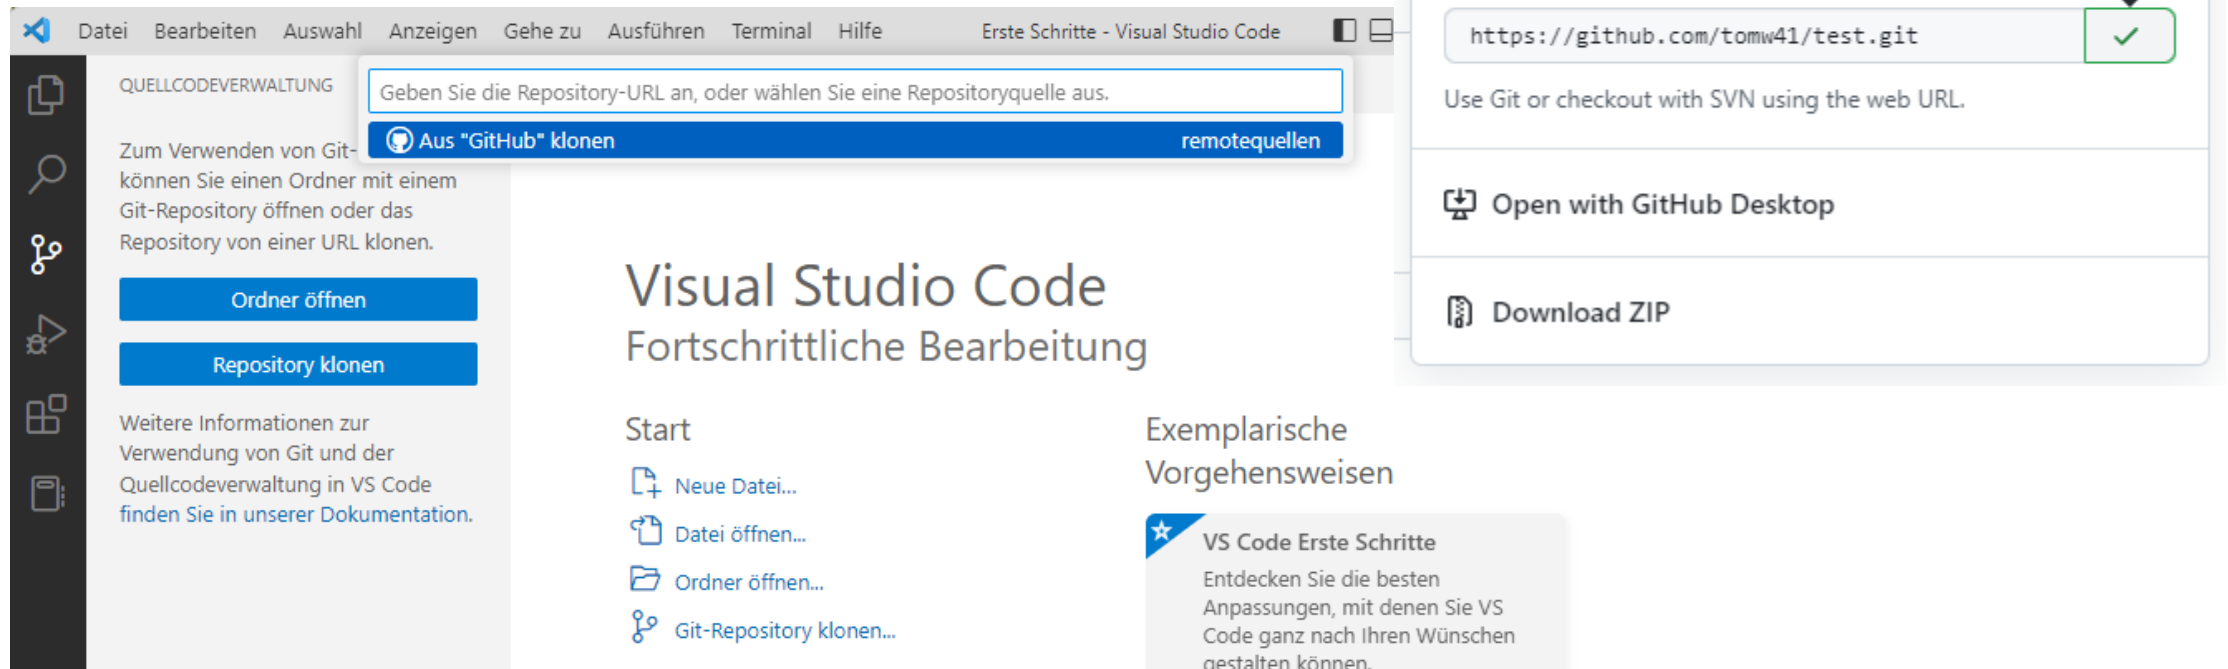 Datei Bearbeiten Auswahl Anzeigen Gehe zu Ausführen Terminal Hilfe Erste Schritte - Visual Studio Code
QUELLCODEVERWALTUNG
Geben Sie die Repository-URL an, oder wählen Sie eine Repositoryquelle aus.
Aus "GitHub" klonen remotequellen
Zum Verwenden von Git-
können Sie einen Ordner mit einem
Git-Repository öffnen oder das
Repository von einer URL klonen.
Ordner öffnen
Repository klonen
Weitere Informationen zur
Verwendung von Git und der
Quellcodeverwaltung in VS Code
finden Sie in unserer Dokumentation.
Visual Studio Code
Fortschrittliche Bearbeitung
Start
Neue Datei...
Datei öffnen...
Ordner öffnen...
Git-Repository klonen...
Exemplarische
Vorgehensweisen
VS Code Erste Schritte
Entdecken Sie die besten
Anpassungen, mit denen Sie VS
Code ganz nach Ihren Wünschen
gestalten können.
https://github.com/tomw41/test.git
Use Git or checkout with SVN using the web URL.
Open with GitHub Desktop
Download ZIP